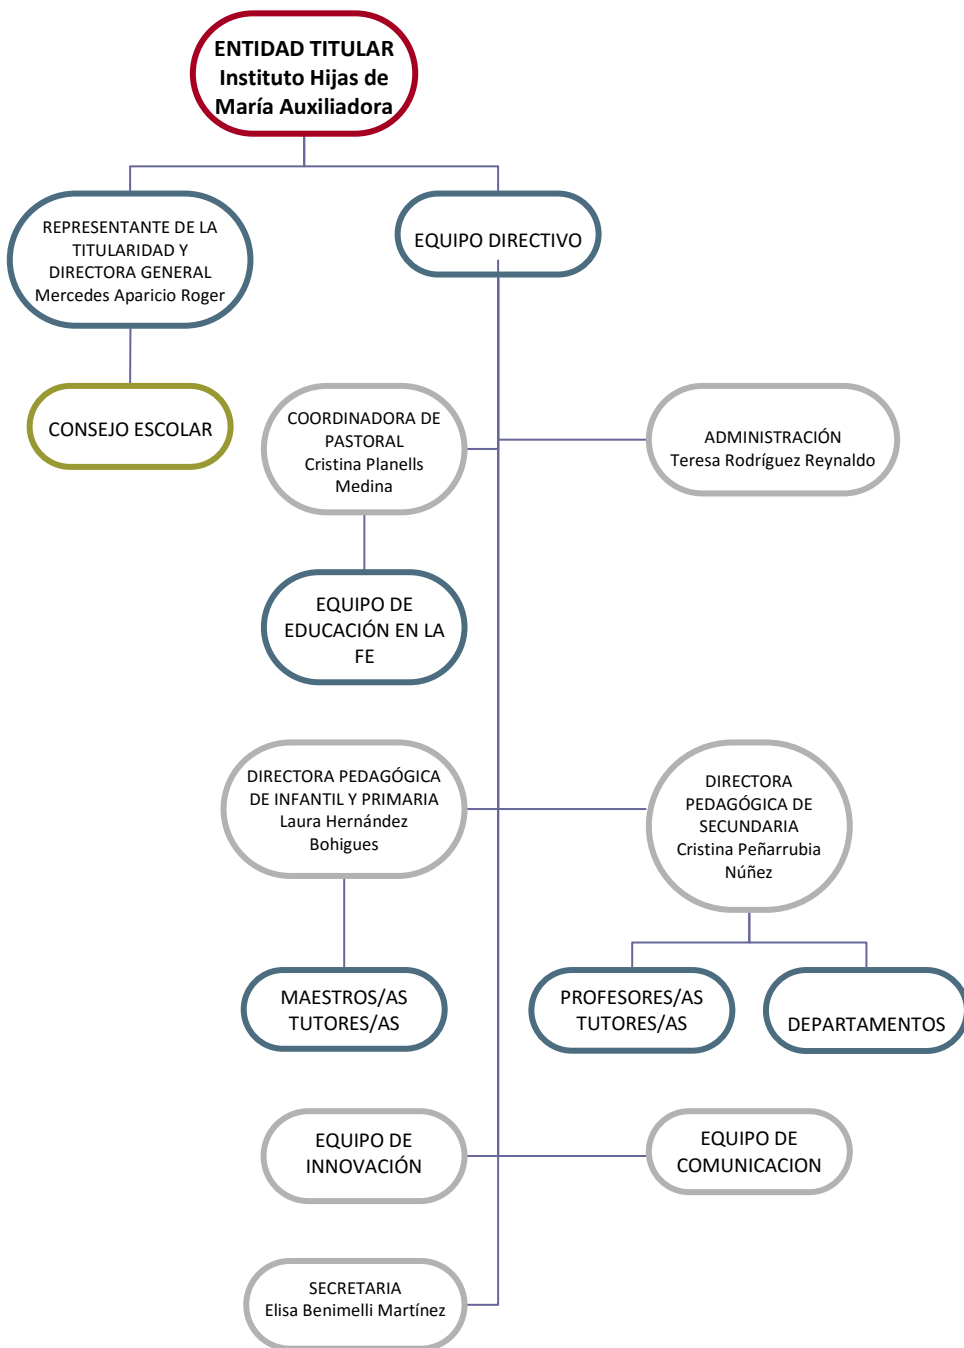 ENTIDAD TITULAR
Instituto Hijas de
María Auxiliadora
REPRESENTANTE DE LA
TITULARIDAD Y
DIRECTORA GENERAL
Mercedes Aparicio Roger
EQUIPO DIRECTIVO
CONSEJO ESCOLAR
COORDINADORA DE
PASTORAL
Cristina Planells
Medina
ADMINISTRACIÓN
Teresa Rodríguez Reynaldo
EQUIPO DE
EDUCACIÓN EN LA
FE
DIRECTORA PEDAGÓGICA
DE INFANTIL Y PRIMARIA
Laura Hernández
Bohigues
DIRECTORA
PEDAGÓGICA DE
SECUNDARIA
Cristina Peñarrubia
Núñez
MAESTROS/AS
TUTORES/AS
PROFESORES/AS
TUTORES/AS
DEPARTAMENTOS
EQUIPO DE
INNOVACIÓN
EQUIPO DE
COMUNICACION
SECRETARIA
Elisa Benimelli Martínez